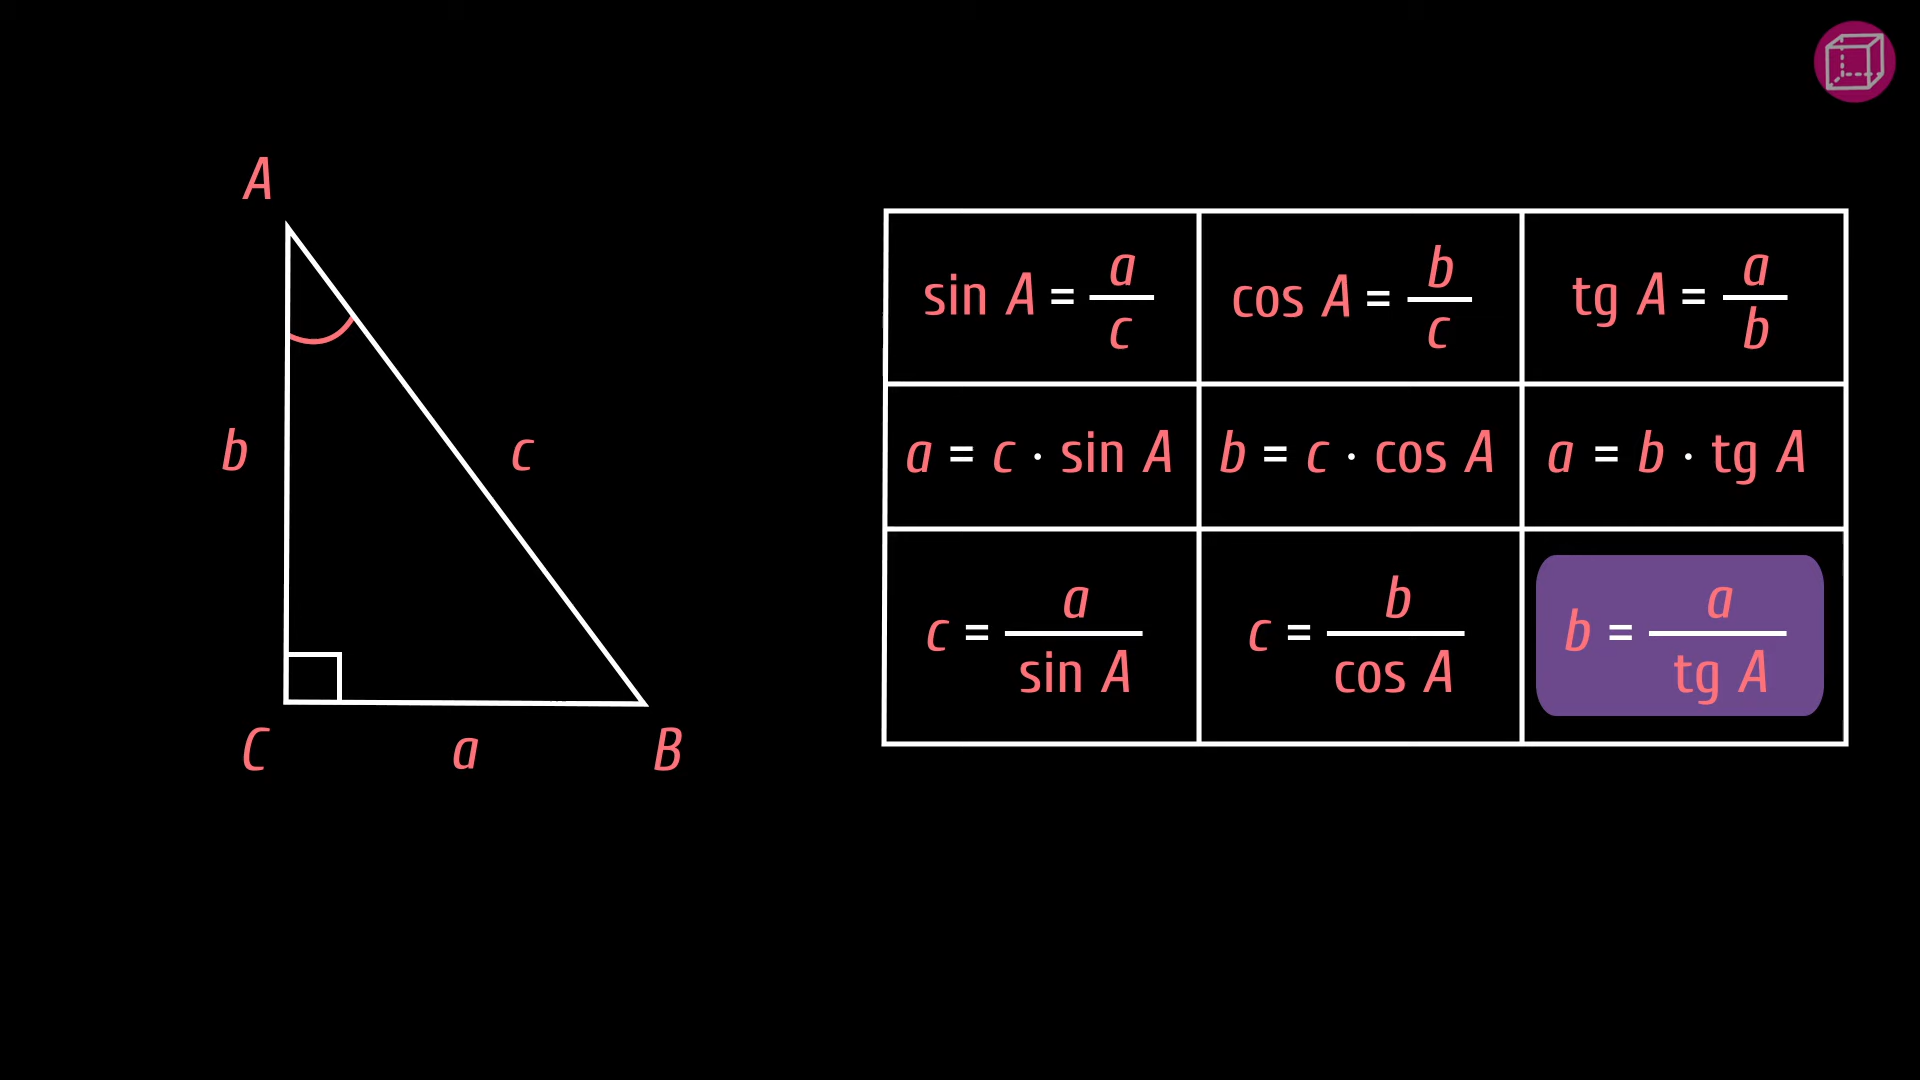 A
b
c
C
a
B
sin A = a/c
cos A = b/c
tg A = a/b
a = c · sin A
b = c · cos A
a = b · tg A
c = a/sin A
c = b/cos A
b = a/tg A